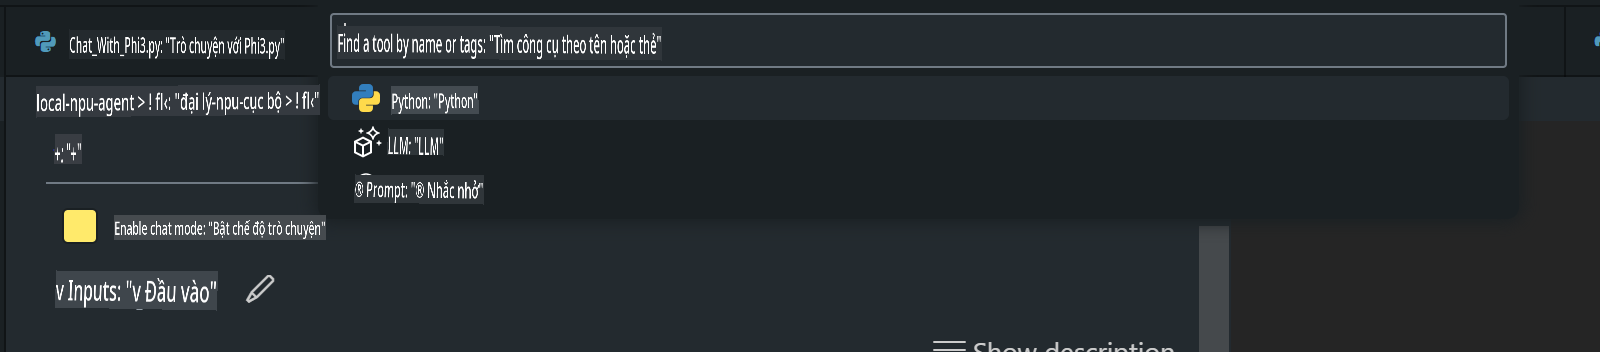 Chat_With_Phi3.py: "Trò chuyện với Phi3.py"
Find a tool by name or tags: "Tìm công cụ theo tên hoặc thẻ"
local-npu-agent > ! fl‹: "đại lý-npu-cục bộ > ! fl‹"
Python: "Python"
+: "+"
LLM: "LLM"
® Prompt: "® Nhắc nhở"
Enable chat mode: "Bật chế độ trò chuyện"
v Inputs: "v Đầu vào"
Show description